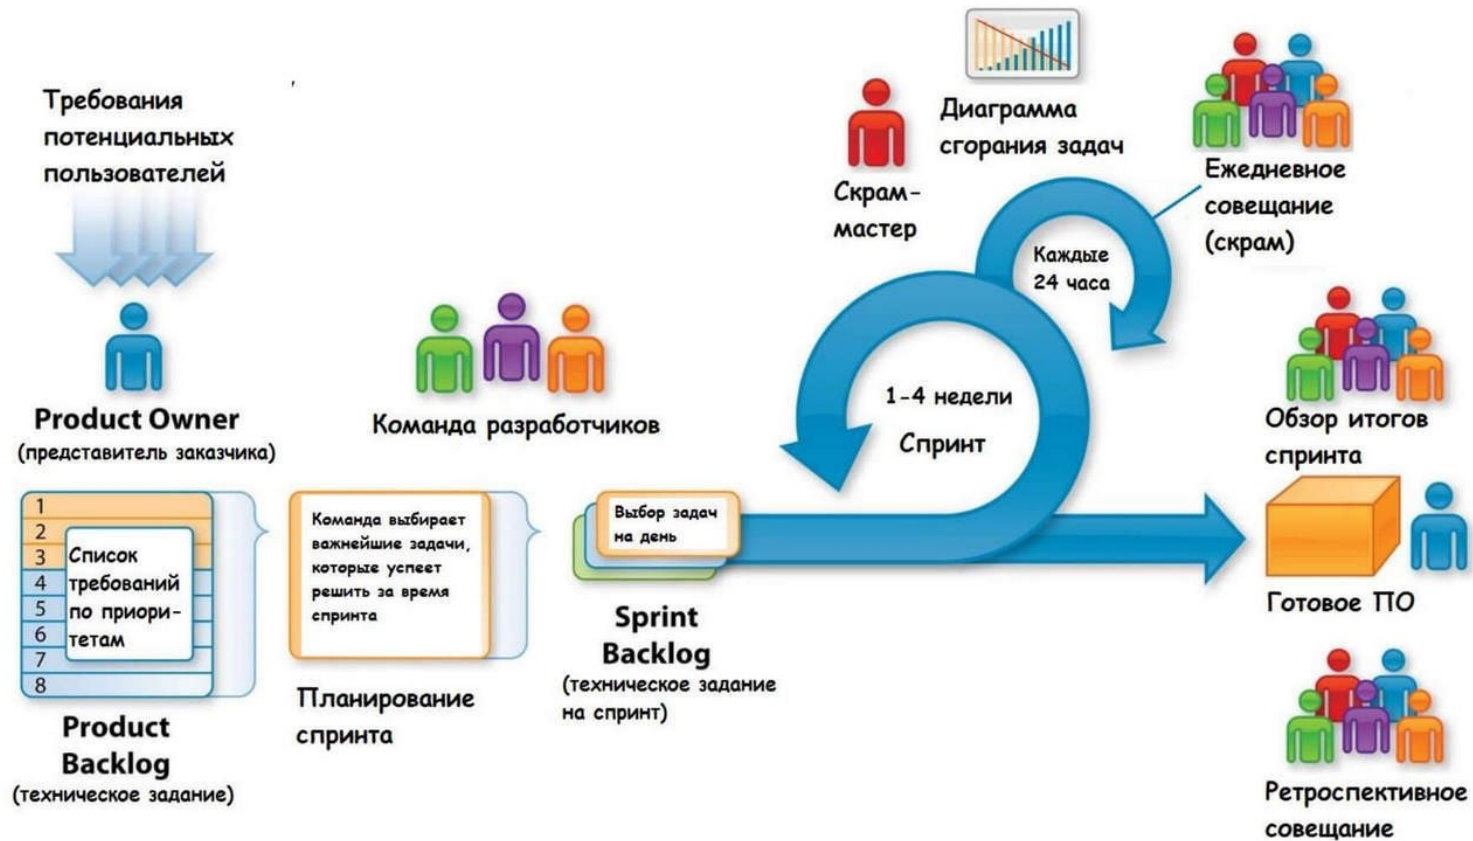 Требования
потенциальных
пользователей
Product Owner
(представитель заказчика)
1
2
3
4
5
6
7
8
Список
требований
по приори-
тетам
Product
Backlog
(техническое задание)
Команда разработчиков
Команда выбирает
важнейшие задачи,
которые успеет
решить за время
спринта
Планирование
спринта
Выбор задач
на день
Sprint
Backlog
(техническое задание
на спринт)
Скрам-
мастер
Диаграмма
сгорания задач
Ежедневное
совещание
(скрам)
Каждые
24 часа
1-4 недели
Спринт
Обзор итогов
спринта
Готовое ПО
Ретроспективное
совещание